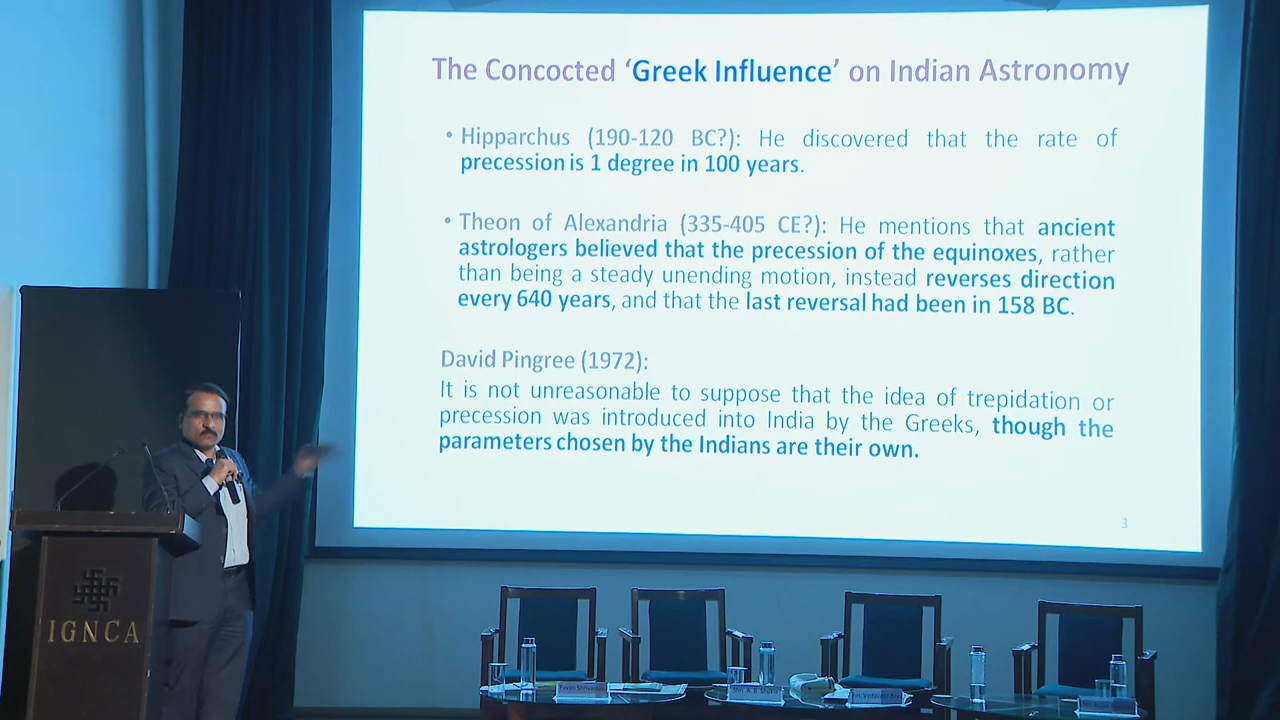 The Concocted ‘Greek Influence’ on Indian Astronomy
• Hipparchus (190-120 BC?): He discovered that the rate of
precession is 1 degree in 100 years.
• Theon of Alexandria (335-405 CE?): He mentions that ancient
astrologers believed that the precession of the equinoxes, rather
than being a steady unending motion, instead reverses direction
every 640 years, and that the last reversal had been in 158 BC.
David Pingree (1972):
It is not unreasonable to suppose that the idea of trepidation or
precession was introduced into India by the Greeks, though the
parameters chosen by the Indians are their own.
3
IGNCA
Shri. A. B. Shukla